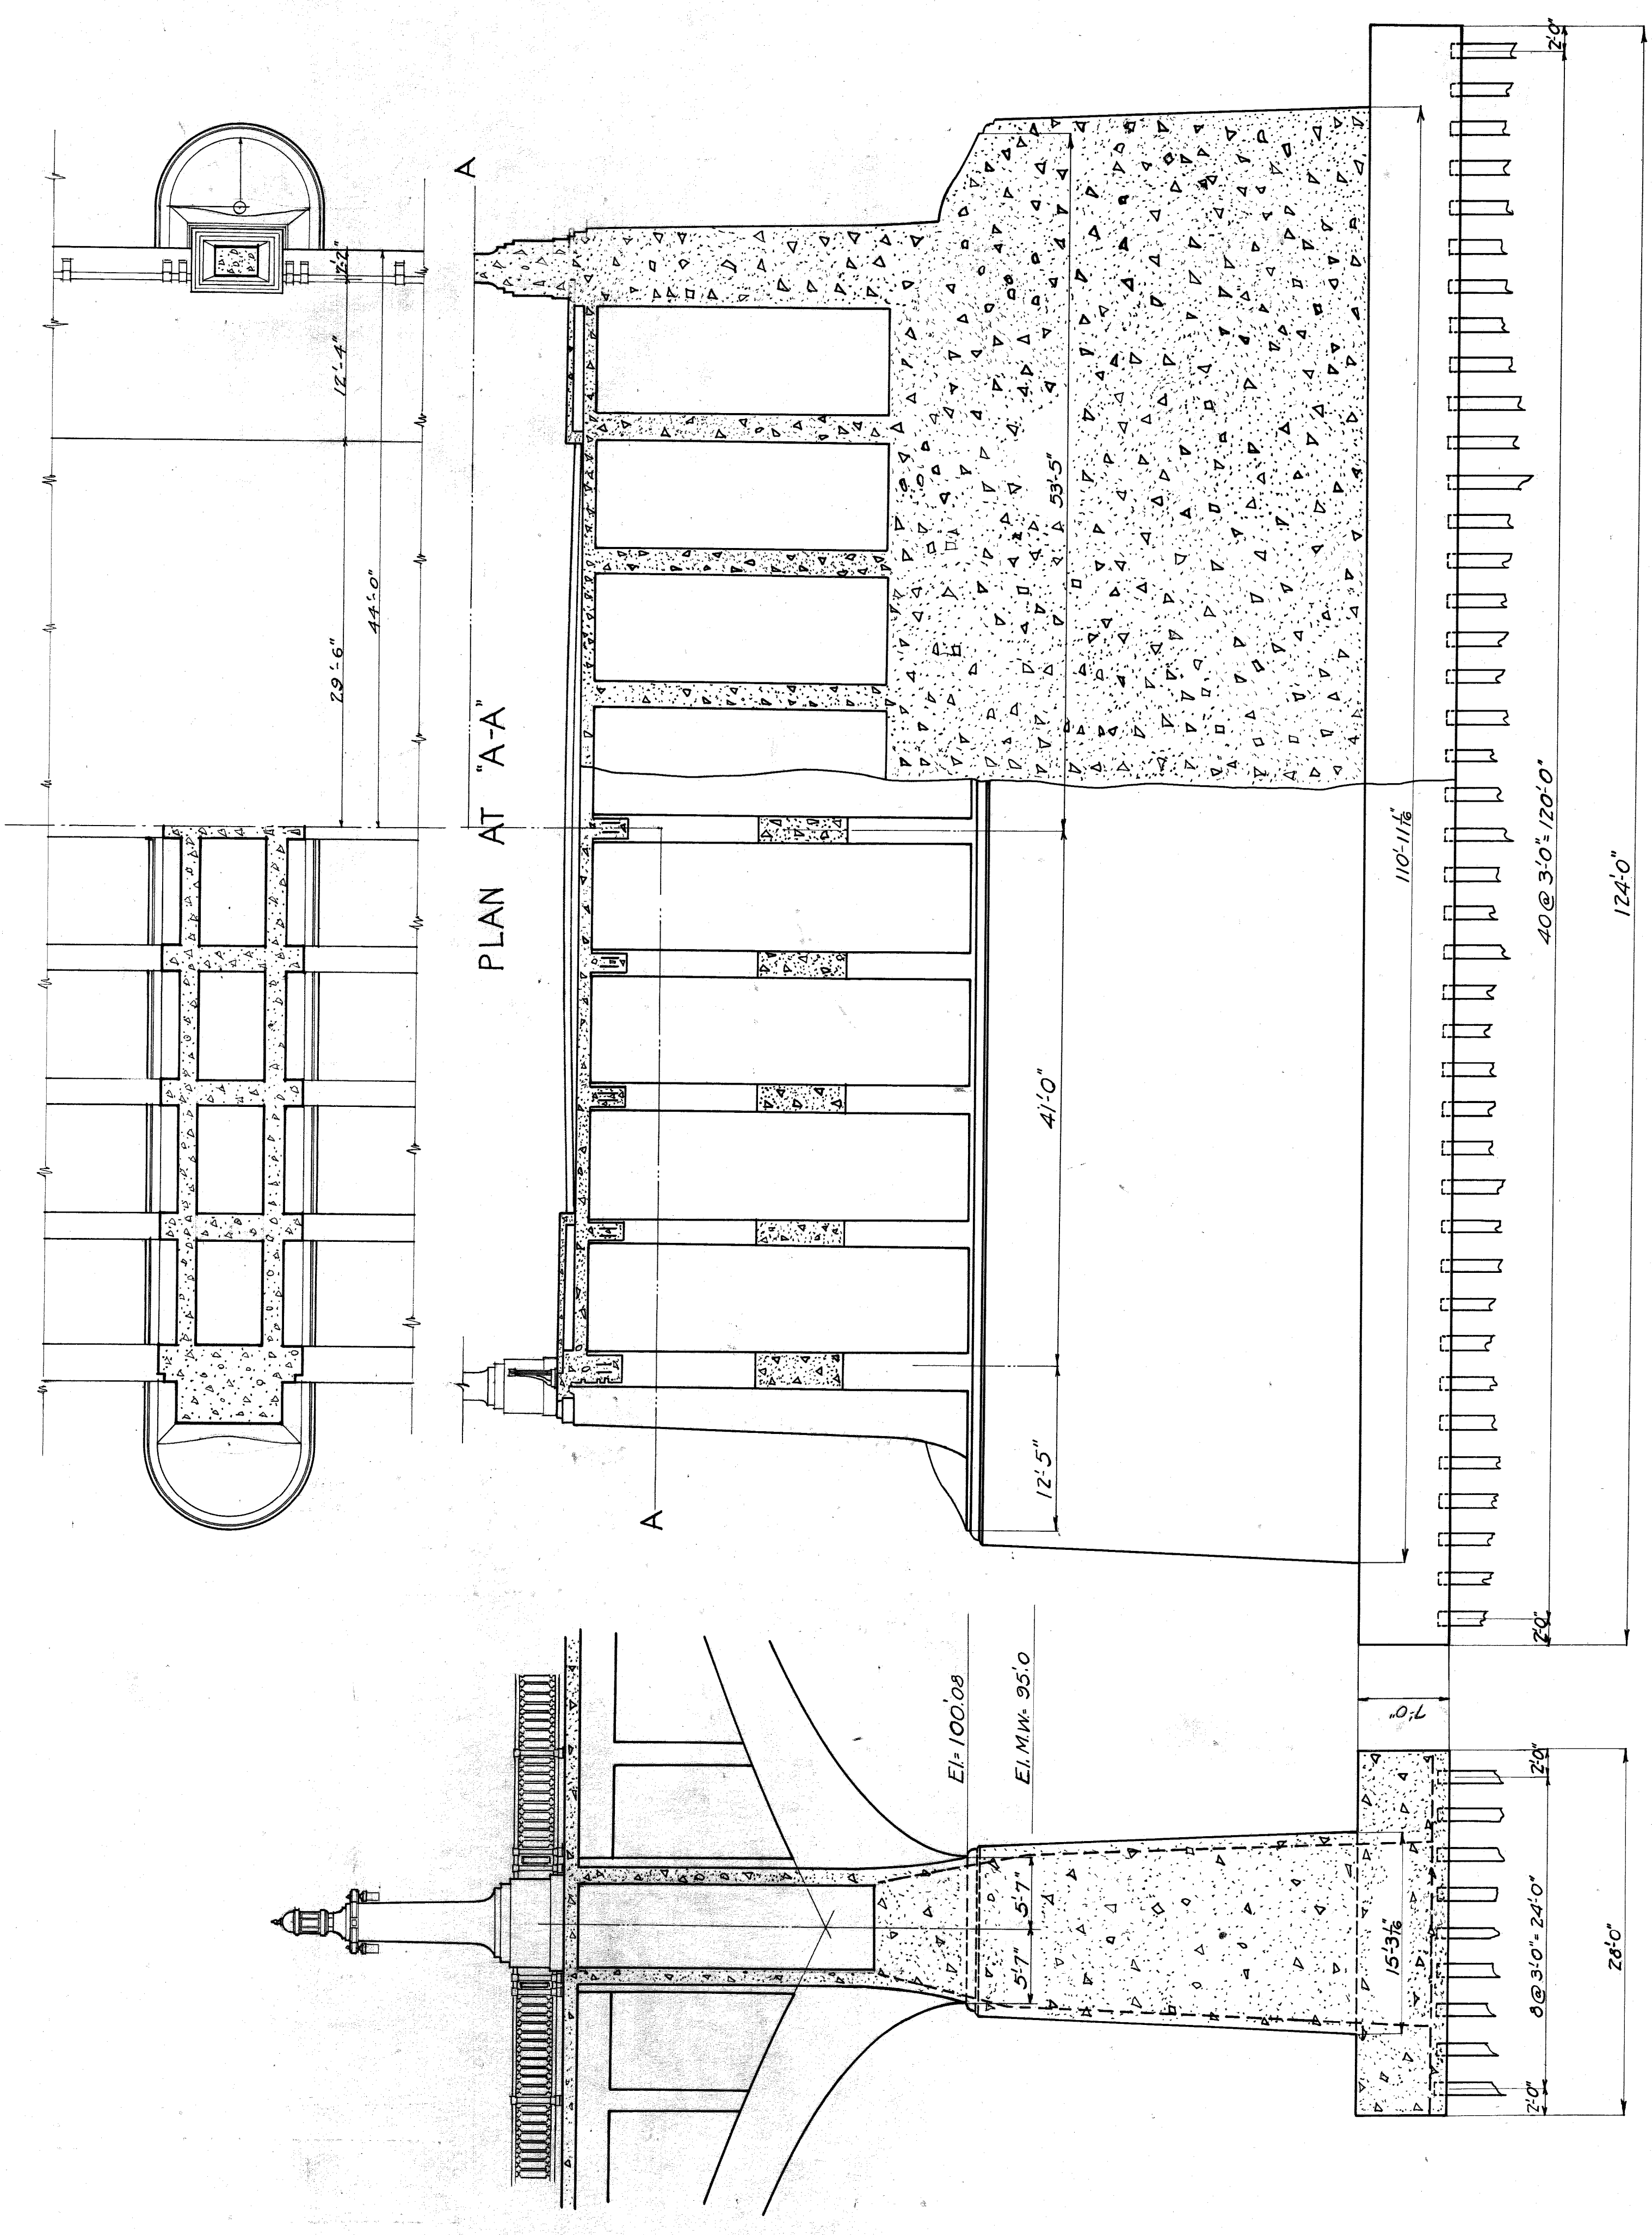 2'-2"
12'-4"
29'-6"
44'-0"
A
PLAN AT "A-A"
53'-5"
41'-0"
12'-5"
A
110'-11 1/16"
2'-0"
40 @ 3'-0" = 120'-0"
2'-0"
124'-0"
7'-0"
El. = 100.'08
El. M.W. = 95.'0
5'-7"
5'-7"
15'-3 1/16"
2'-0"
8 @ 3'-0" = 24'-0"
2'-0"
28'-0"